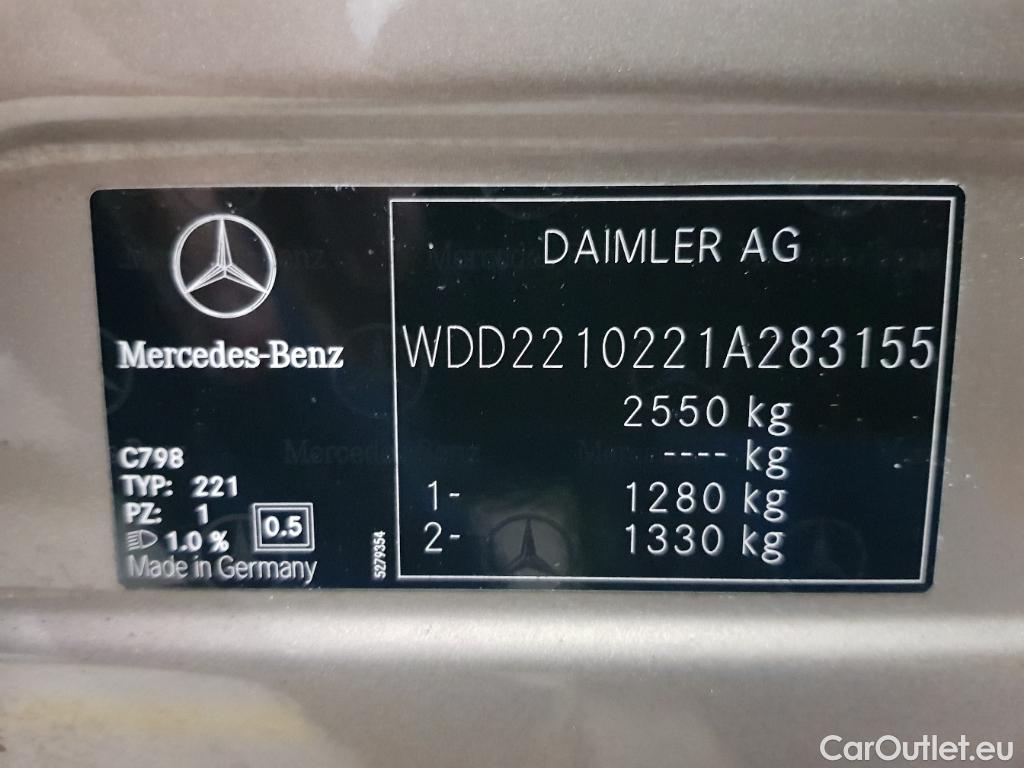 Mercedes-Benz
C798
TYP: 221
PZ: 1
1.0 %
0.5
Made in Germany
5279354
DAIMLER AG
WDD2210221A283155
2550 kg
---- kg
1- 1280 kg
2- 1330 kg
CarOutlet.eu